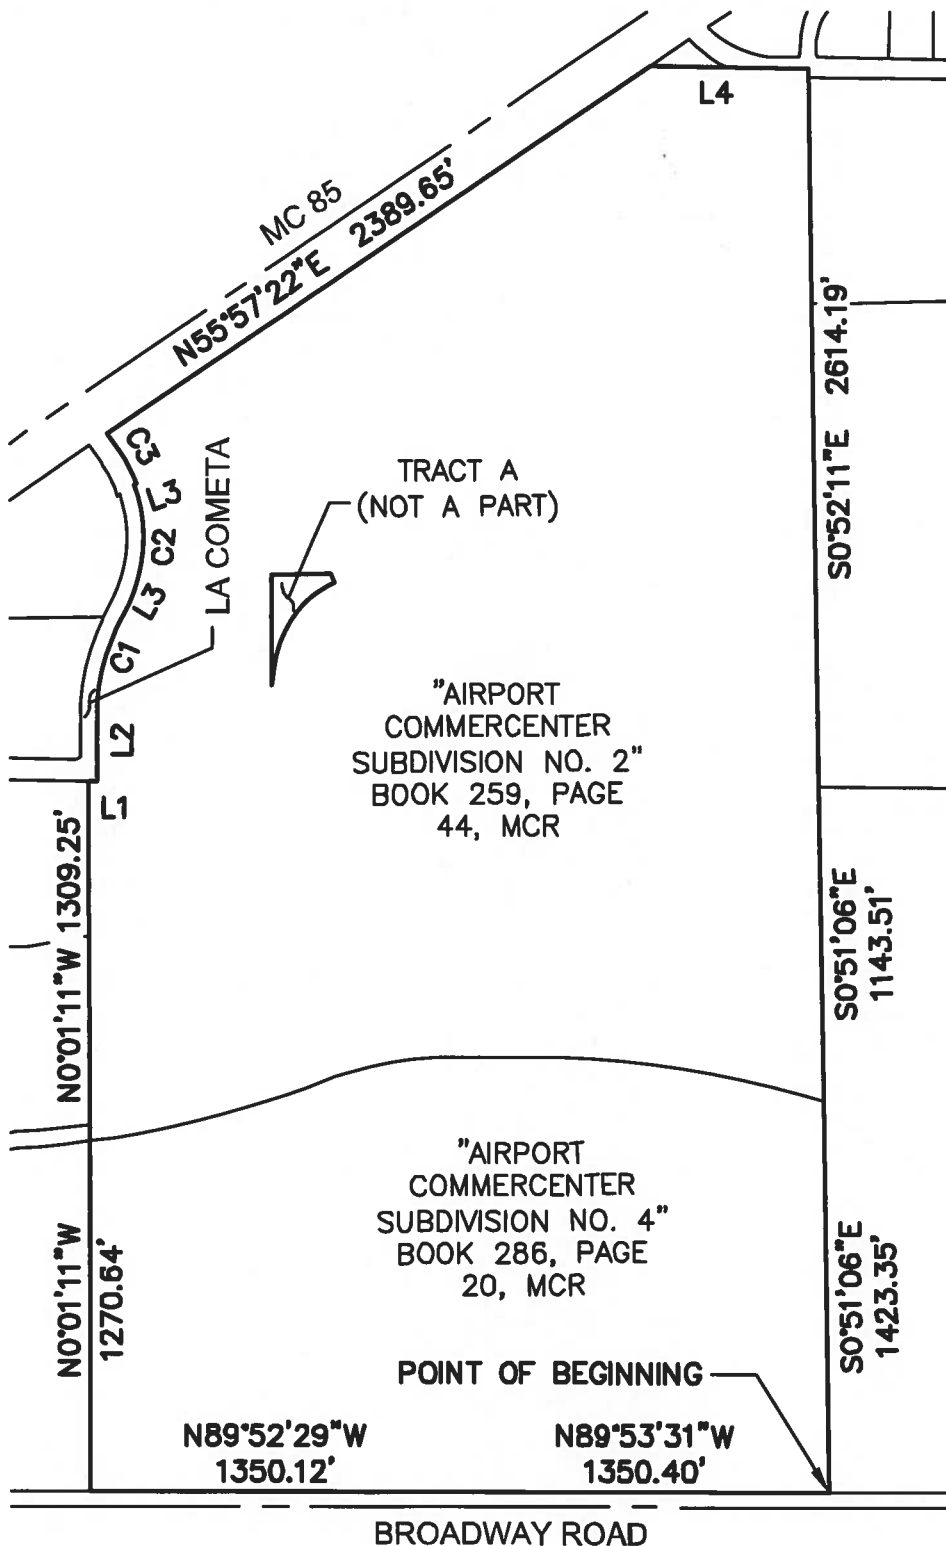 L4
MC 85
N55°57'22"E 2389.65'
S0°52'11"E 2614.19'
C3
L3
C2
L3
C1
L2
L1
LA COMETA
TRACT A
(NOT A PART)
"AIRPORT
COMMERCENTER
SUBDIVISION NO. 2"
BOOK 259, PAGE
44, MCR
N0°01'11"W 1309.25'
S0°51'06"E
1143.51'
"AIRPORT
COMMERCENTER
SUBDIVISION NO. 4"
BOOK 286, PAGE
20, MCR
N0°01'11"W
1270.64'
S0°51'06"E
1423.35'
POINT OF BEGINNING
N89°52'29"W
1350.12'
N89°53'31"W
1350.40'
BROADWAY ROAD